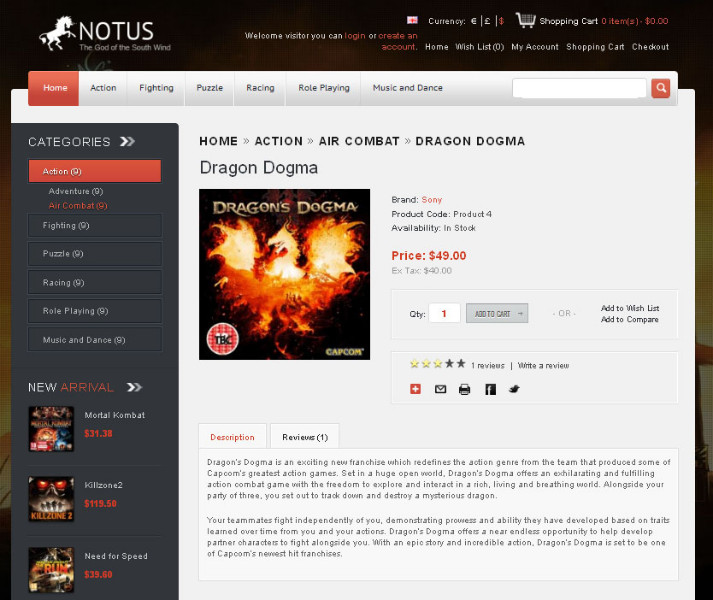 NOTUS
The God of the South Wind
Currency: € £ $
Shopping Cart 0 item(s) - $0.00
Welcome visitor you can login or create an account.
Home Wish List (0) My Account Shopping Cart Checkout
Home Action Fighting Puzzle Racing Role Playing Music and Dance
CATEGORIES
Action (9)
Adventure (9)
Air Combat (9)
Fighting (9)
Puzzle (9)
Racing (9)
Role Playing (9)
Music and Dance (9)
NEW ARRIVAL
Mortal Kombat
$31.38
Killzone2
$119.50
KILLZONE 2
Need for Speed
$39.60
HOME » ACTION » AIR COMBAT » DRAGON DOGMA
Dragon Dogma
DRAGON'S DOGMA
TBC
CAPCOM
Brand: Sony
Product Code: Product 4
Availability: In Stock
Price: $49.00
Ex Tax: $40.00
Qty: 1 ADD TO CART - OR - Add to Wish List
Add to Compare
1 reviews | Write a review
Description Reviews (1)
Dragon's Dogma is an exciting new franchise which redefines the action genre from the team that produced some of
Capcom's greatest action games. Set in a huge open world, Dragon's Dogma offers an exhilarating and fulfilling
action combat game with the freedom to explore and interact in a rich, living and breathing world. Alongside your
party of three, you set out to track down and destroy a mysterious dragon.
Your teammates fight independently of you, demonstrating prowess and ability they have developed based on traits
learned over time from you and your actions. Dragon's Dogma offers a near endless opportunity to help develop
partner characters to fight alongside you. With an epic story and incredible action, Dragon's Dogma is set to be one
of Capcom's newest hit franchises.